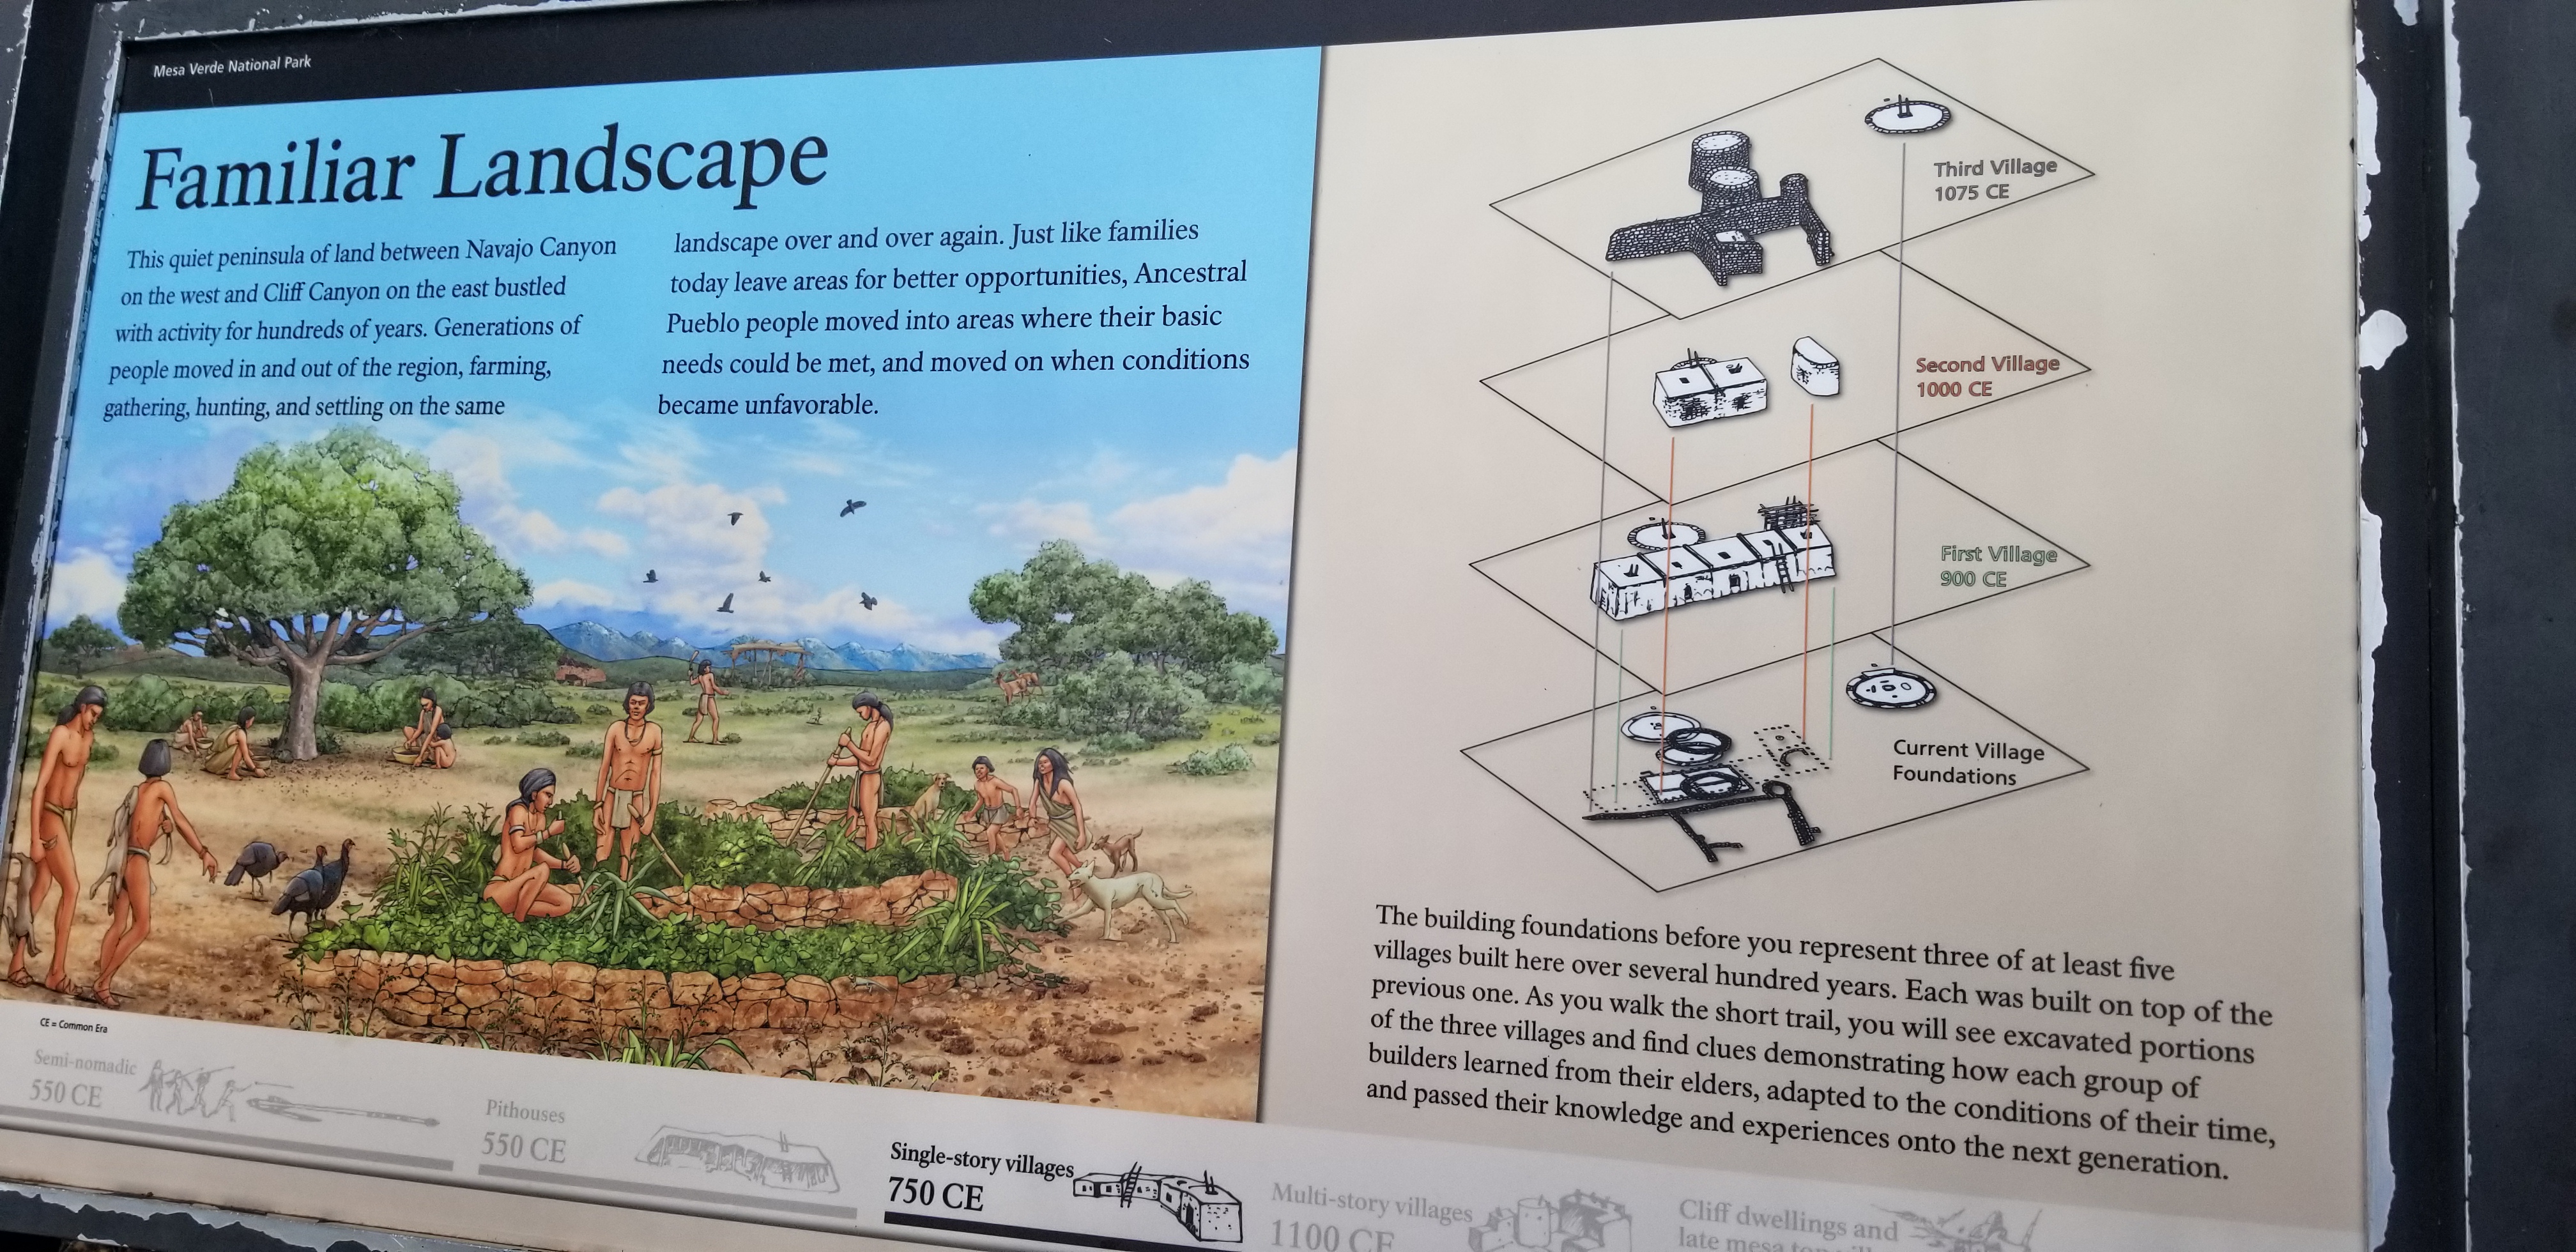 Mesa Verde National Park
Familiar Landscape
This quiet peninsula of land between Navajo Canyon
on the west and Cliff Canyon on the east bustled
with activity for hundreds of years. Generations of
people moved in and out of the region, farming,
gathering, hunting, and settling on the same
landscape over and over again. Just like families
today leave areas for better opportunities, Ancestral
Pueblo people moved into areas where their basic
needs could be met, and moved on when conditions
became unfavorable.
Third Village
1075 CE
Second Village
1000 CE
First Village
900 CE
Current Village
Foundations
The building foundations before you represent three of at least five
villages built here over several hundred years. Each was built on top of the
previous one. As you walk the short trail, you will see excavated portions
of the three villages and find clues demonstrating how each group of
builders learned from their elders, adapted to the conditions of their time,
and passed their knowledge and experiences onto the next generation.
CE = Common Era
Semi-nomadic
550 CE
Pithouses
550 CE
Single-story villages
750 CE
Multi-story villages
1100 CE
Cliff dwellings and
late mesa top